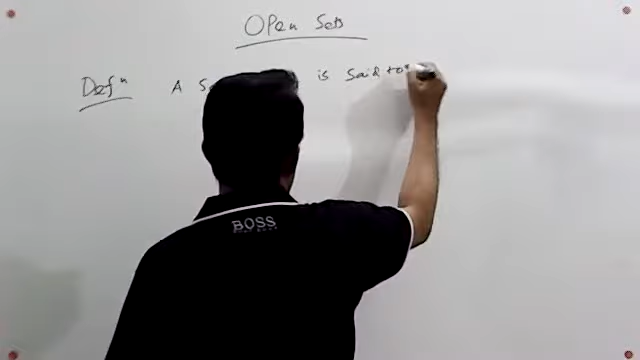 Open Sets
Defⁿ A S is said to
BOSS